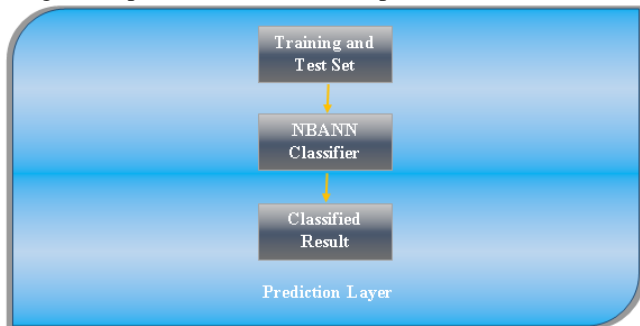 Training and
Test Set
NBANN
Classifier
Classified
Result
Prediction Layer